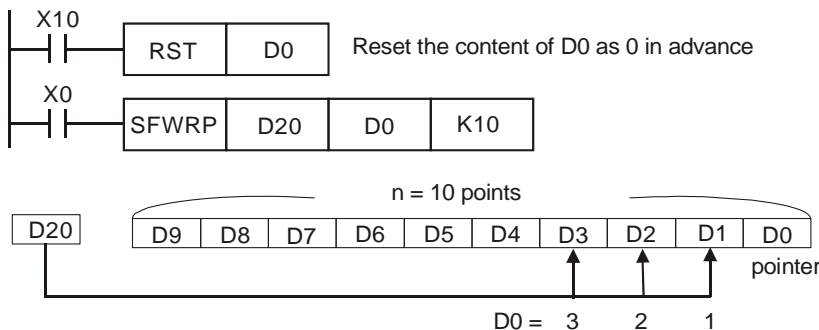 X10
RST D0 Reset the content of D0 as 0 in advance
X0
SFWRP D20 D0 K10
n = 10 points
D20 D9 D8 D7 D6 D5 D4 D3 D2 D1 D0
pointer
D0 = 3 2 1